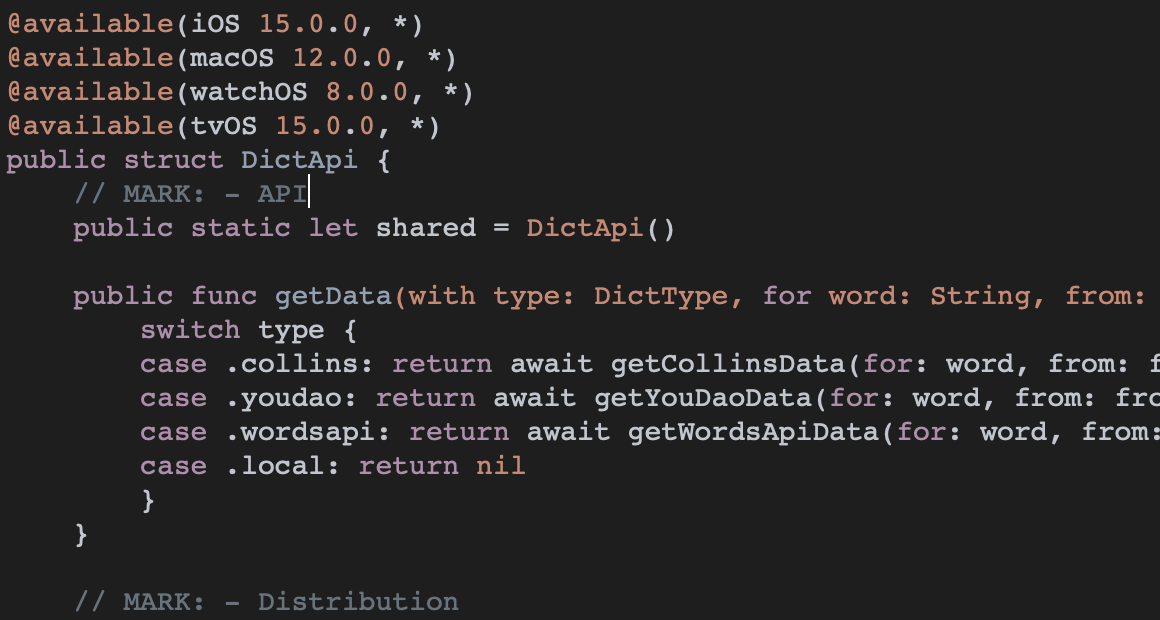 @available(iOS 15.0.0, *)
@available(macOS 12.0.0, *)
@available(watchOS 8.0.0, *)
@available(tvOS 15.0.0, *)
public struct DictApi {
    // MARK: - API
    public static let shared = DictApi()

    public func getData(with type: DictType, for word: String, from:
        switch type {
        case .collins: return await getCollinsData(for: word, from: f
        case .youdao: return await getYouDaoData(for: word, from: fro
        case .wordsapi: return await getWordsApiData(for: word, from:
        case .local: return nil
        }
    }

    // MARK: - Distribution